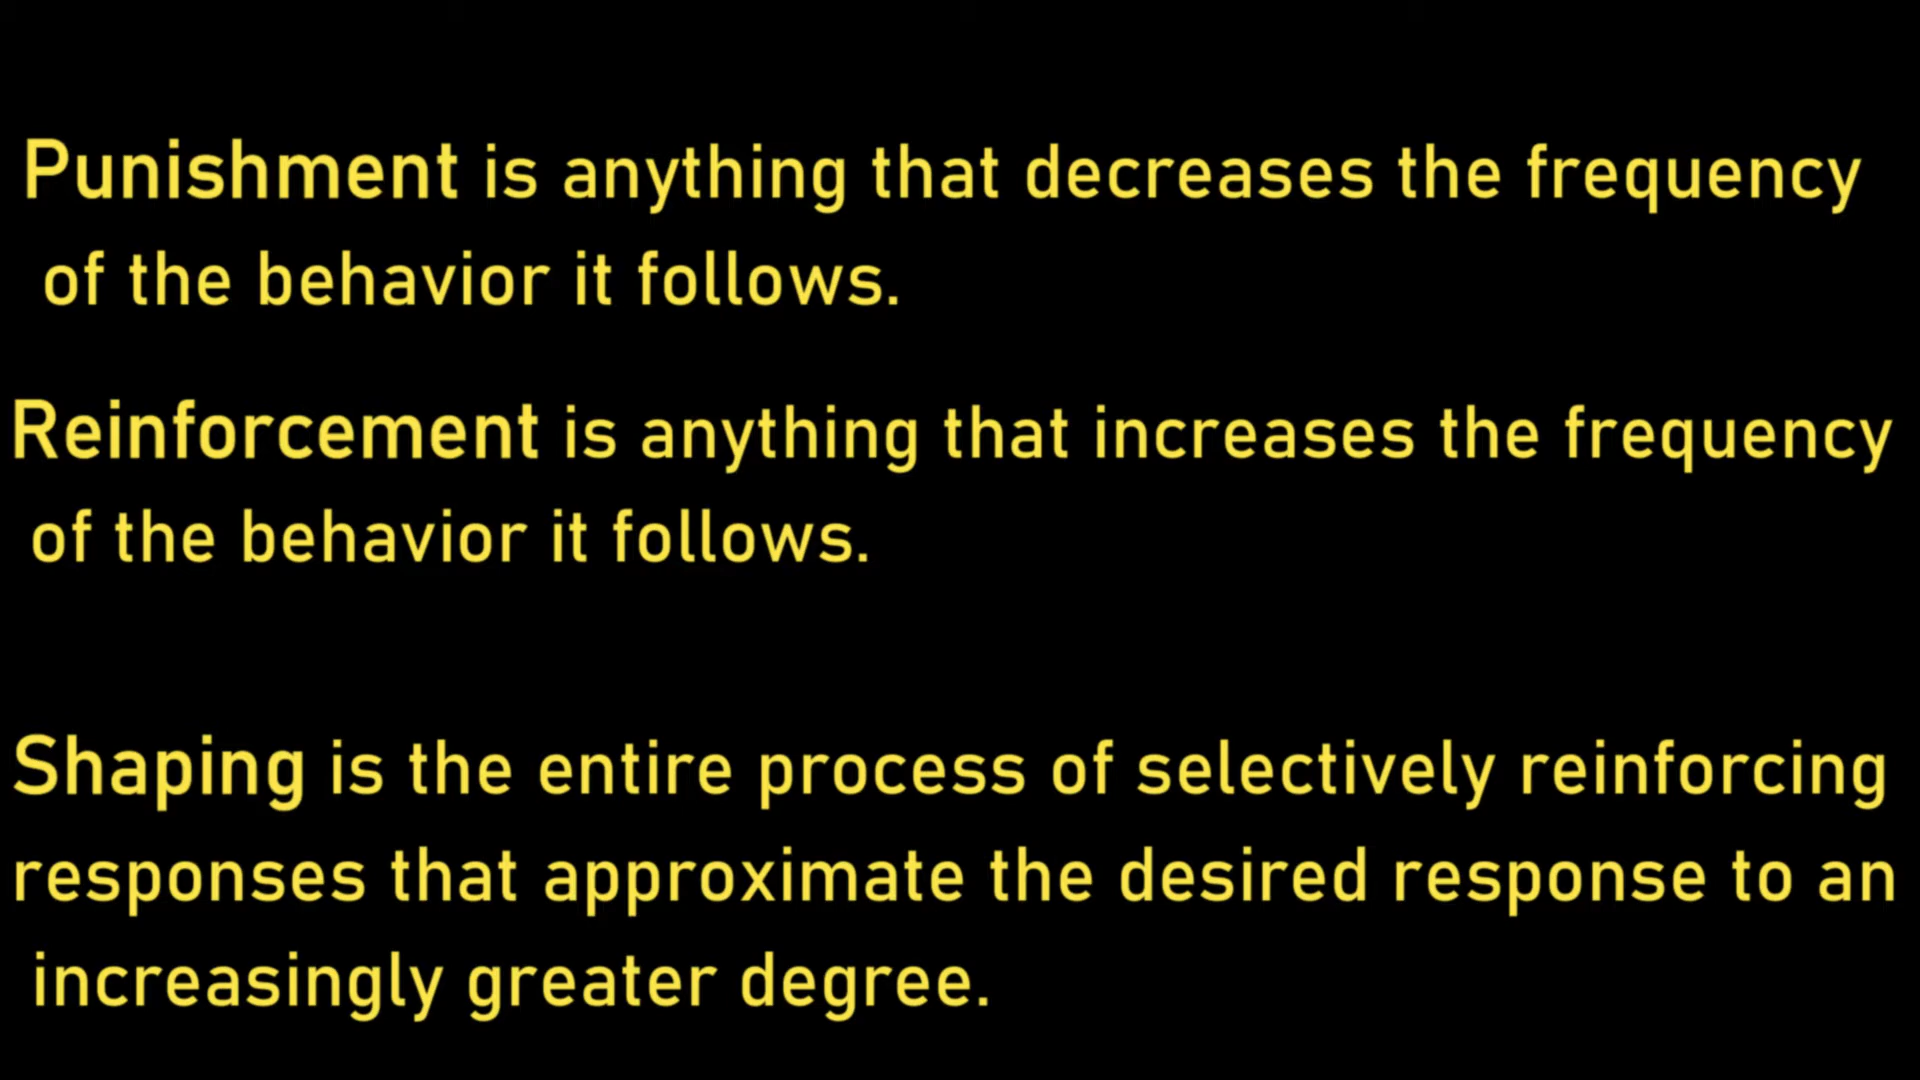 Punishment is anything that decreases the frequency
of the behavior it follows.
Reinforcement is anything that increases the frequency
of the behavior it follows.
Shaping is the entire process of selectively reinforcing
responses that approximate the desired response to an
increasingly greater degree.